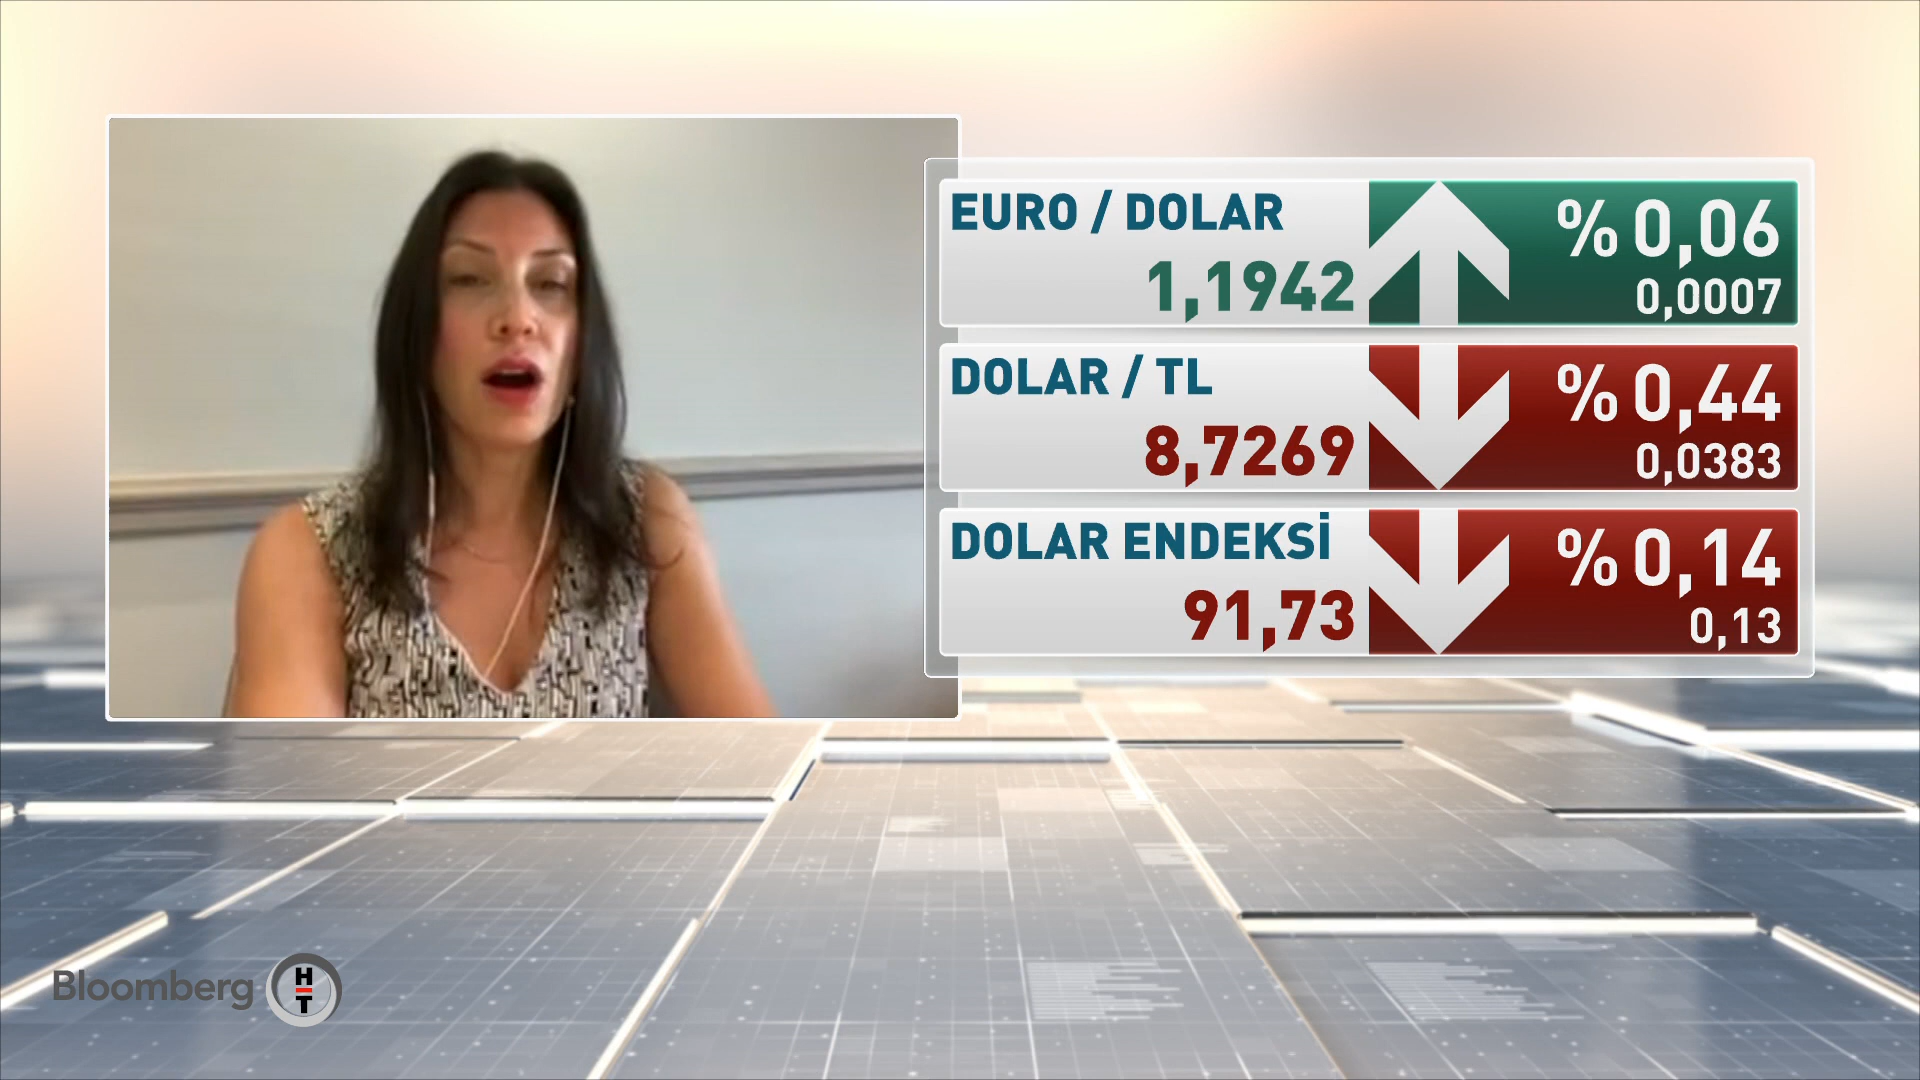 EURO / DOLAR
1,1942
% 0,06
0,0007
DOLAR / TL
8,7269
% 0,44
0,0383
DOLAR ENDEKSİ
91,73
% 0,14
0,13
Bloomberg HT